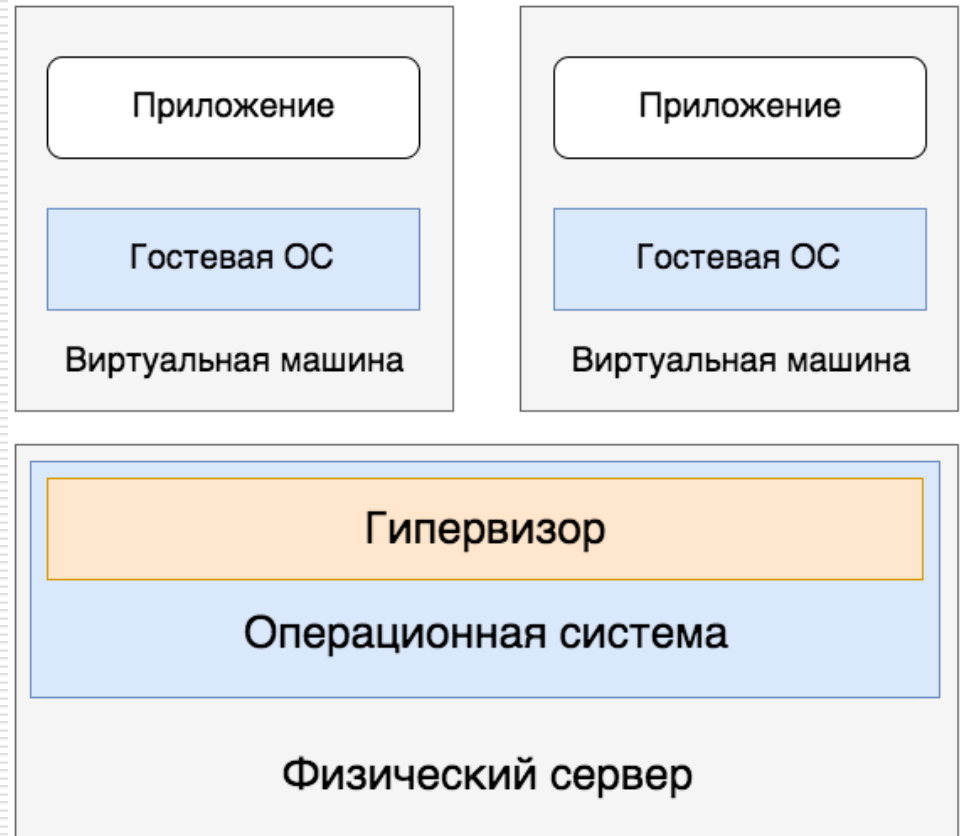 Приложение
Приложение
Гостевая ОС
Гостевая ОС
Виртуальная машина
Виртуальная машина
Гипервизор
Операционная система
Физический сервер